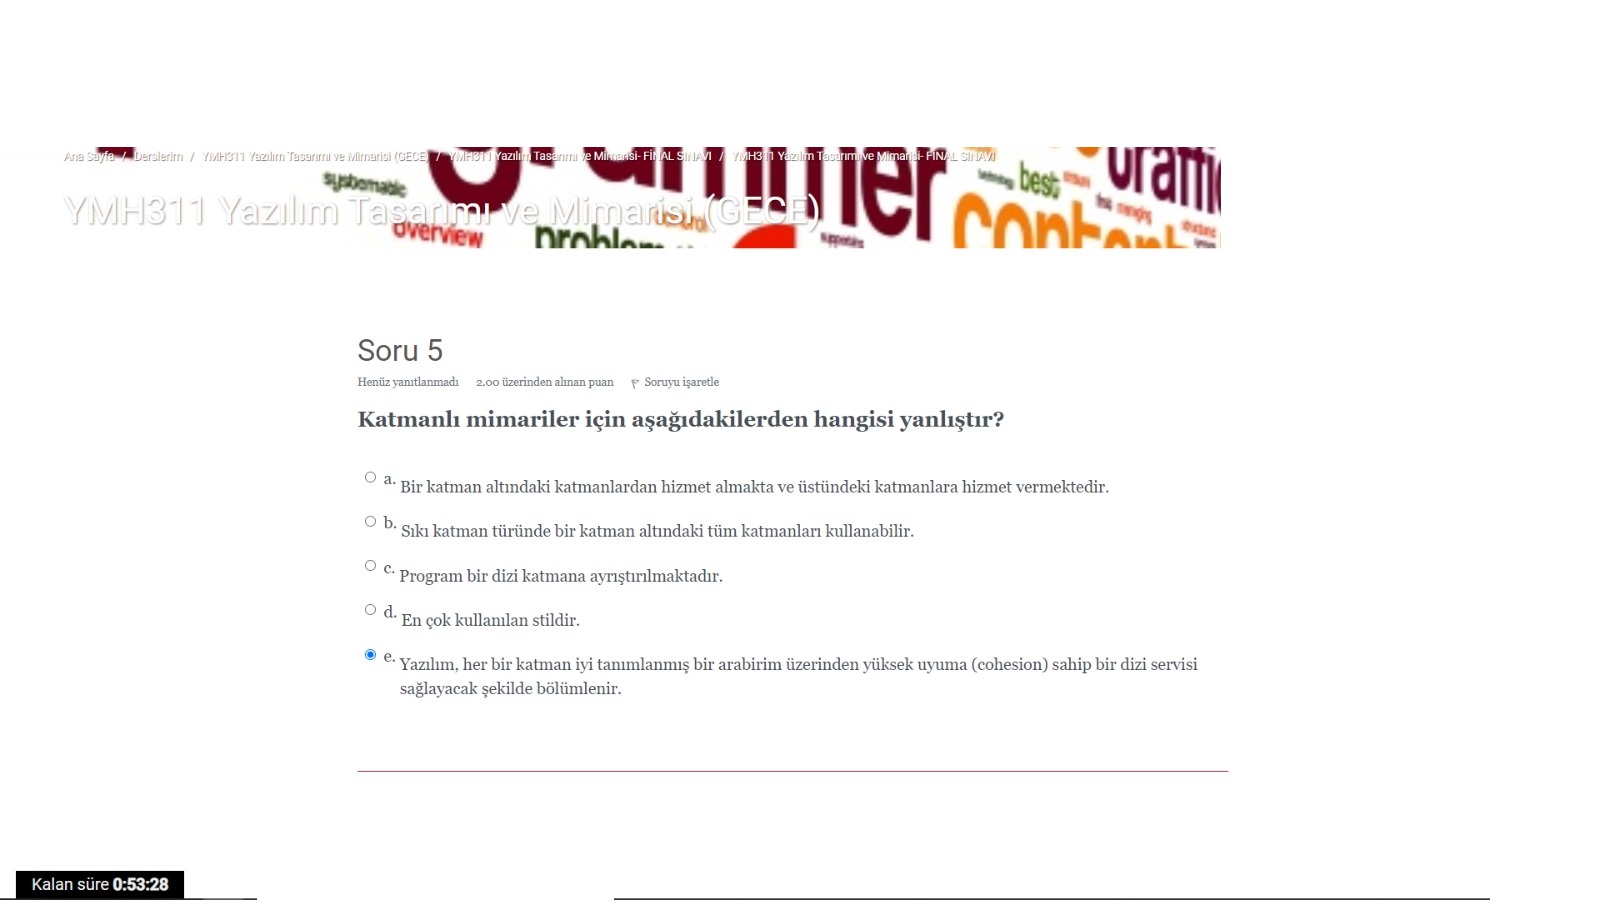 Ana Sayfa / Derslerim / YMH311 Yazılım Tasarımı ve Mimarisi (GECE) / YMH311 Yazılım Tasarımı ve Mimarisi- FİNAL SINAVI / YMH311 Yazılım Tasarımı ve Mimarisi- FİNAL SINAVI
systemable
best
YMH311 Yazılım Tasarımı ve Mimarisi (GECE)
overview
Soru 5
Henüz yanıtlanmadı 2.00 üzerinden alınan puan Soruyu işaretle
Katmanlı mimariler için aşağıdakilerden hangisi yanlıştır?
a. Bir katman altındaki katmanlardan hizmet almakta ve üstündeki katmanlara hizmet vermektedir.
b. Sıkı katman türünde bir katman altındaki tüm katmanları kullanabilir.
c. Program bir dizi katmana ayrıştırılmaktadır.
d. En çok kullanılan stildir.
e. Yazılım, her bir katman iyi tanımlanmış bir arabirim üzerinden yüksek uyuma (cohesion) sahip bir dizi servisi
sağlayacak şekilde bölümlenir.
Kalan süre 0:53:28